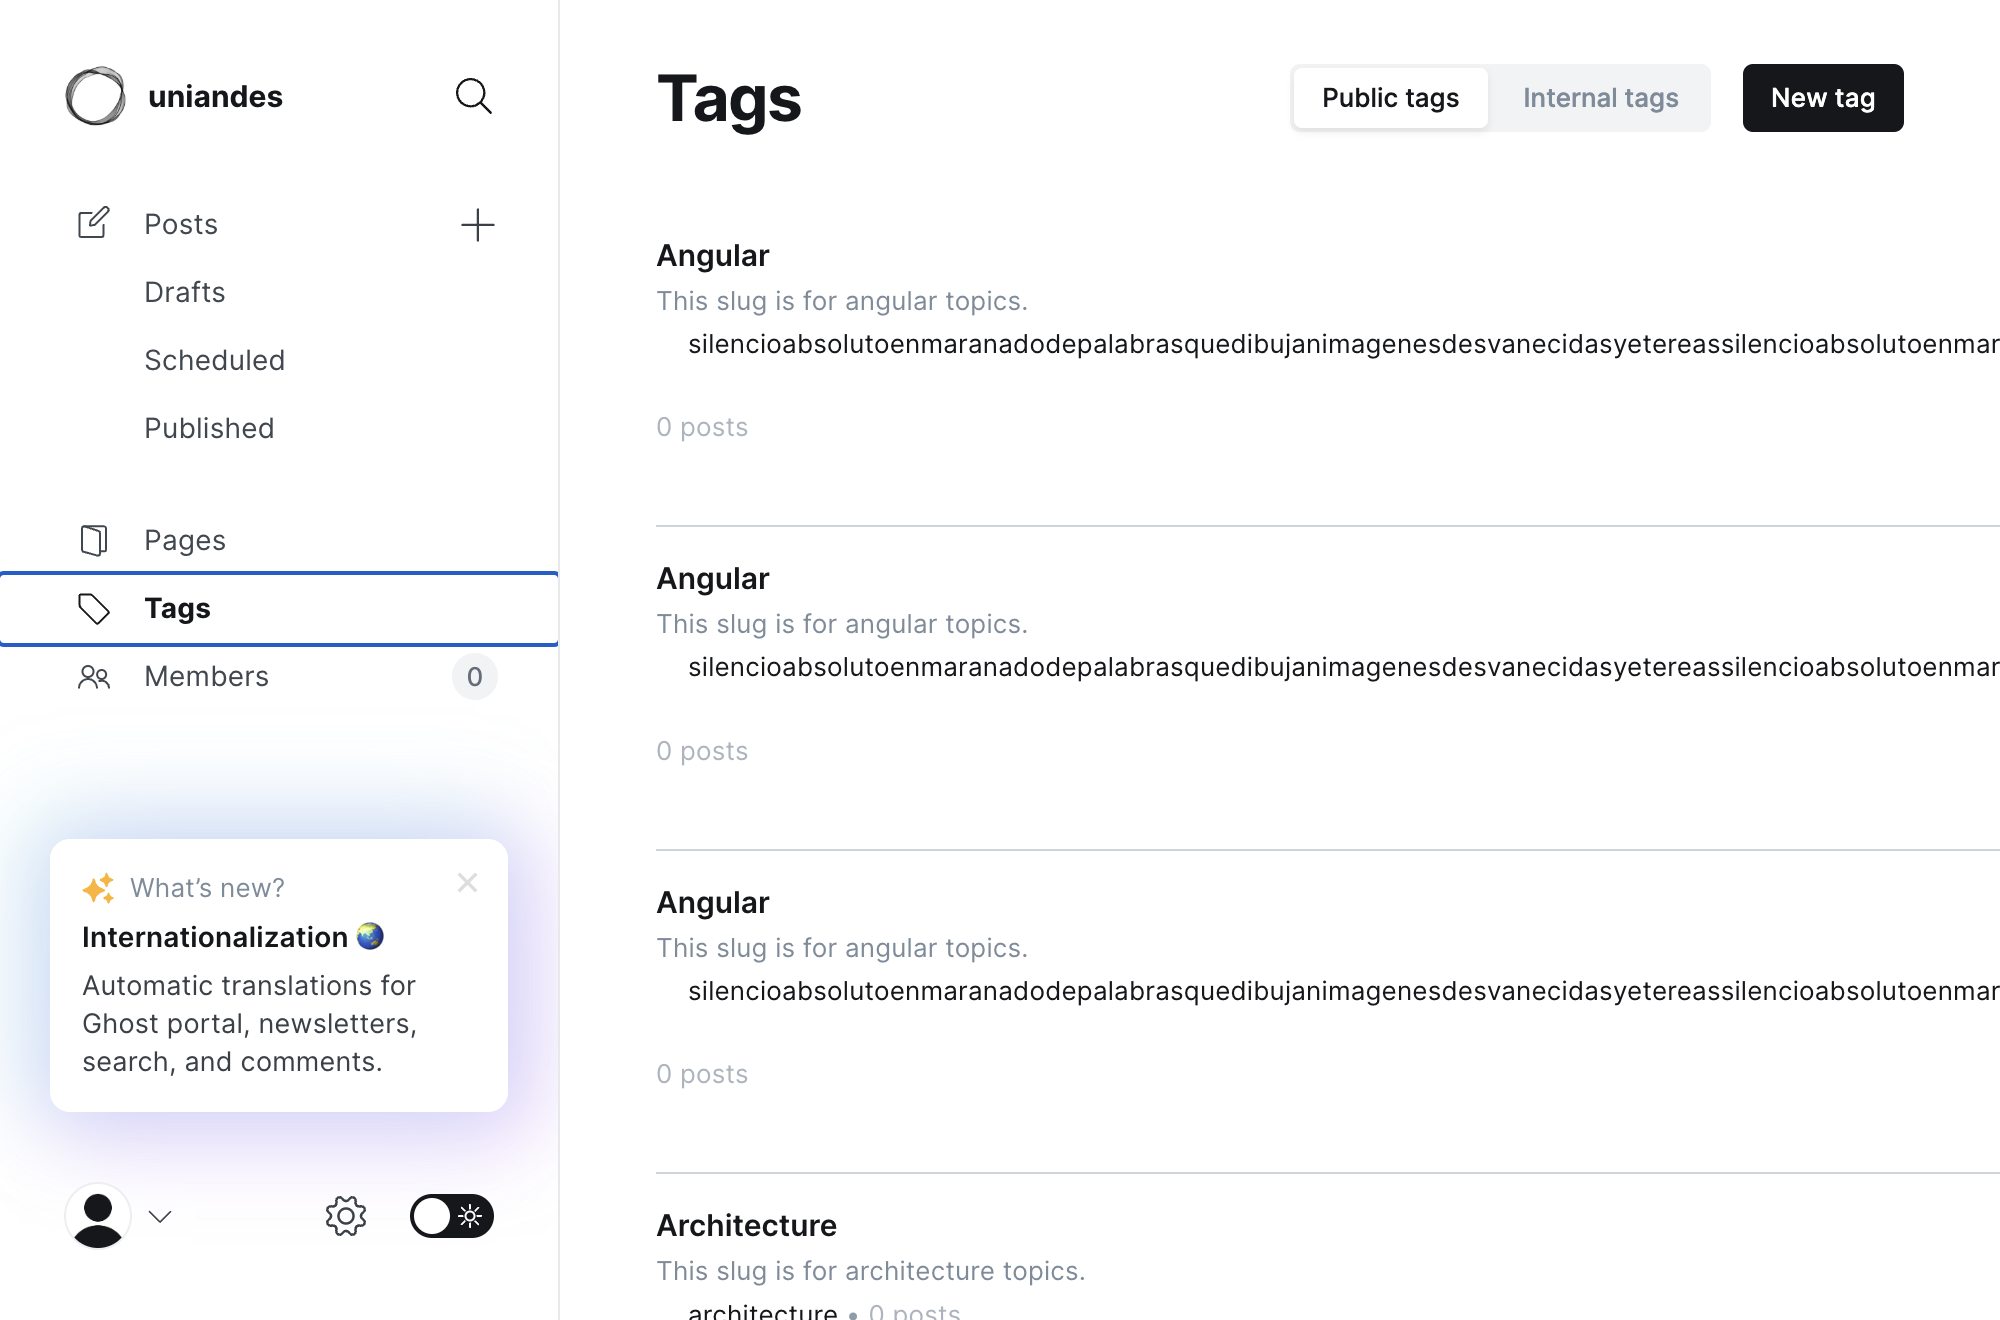 uniandes
Posts
Drafts
Scheduled
Published
Pages
Tags
Members
0
What's new?
Internationalization 🌏
Automatic translations for
Ghost portal, newsletters,
search, and comments.
Tags
Public tags
Internal tags
New tag
Angular
This slug is for angular topics.
silencioabsolutoenmaranadodepalabrasquedibujanimagenesdesvanecidasyetereassilencioabsolutoenmar
0 posts
Angular
This slug is for angular topics.
silencioabsolutoenmaranadodepalabrasquedibujanimagenesdesvanecidasyetereassilencioabsolutoenmar
0 posts
Angular
This slug is for angular topics.
silencioabsolutoenmaranadodepalabrasquedibujanimagenesdesvanecidasyetereassilencioabsolutoenmar
0 posts
Architecture
This slug is for architecture topics.
architecture • 0 posts